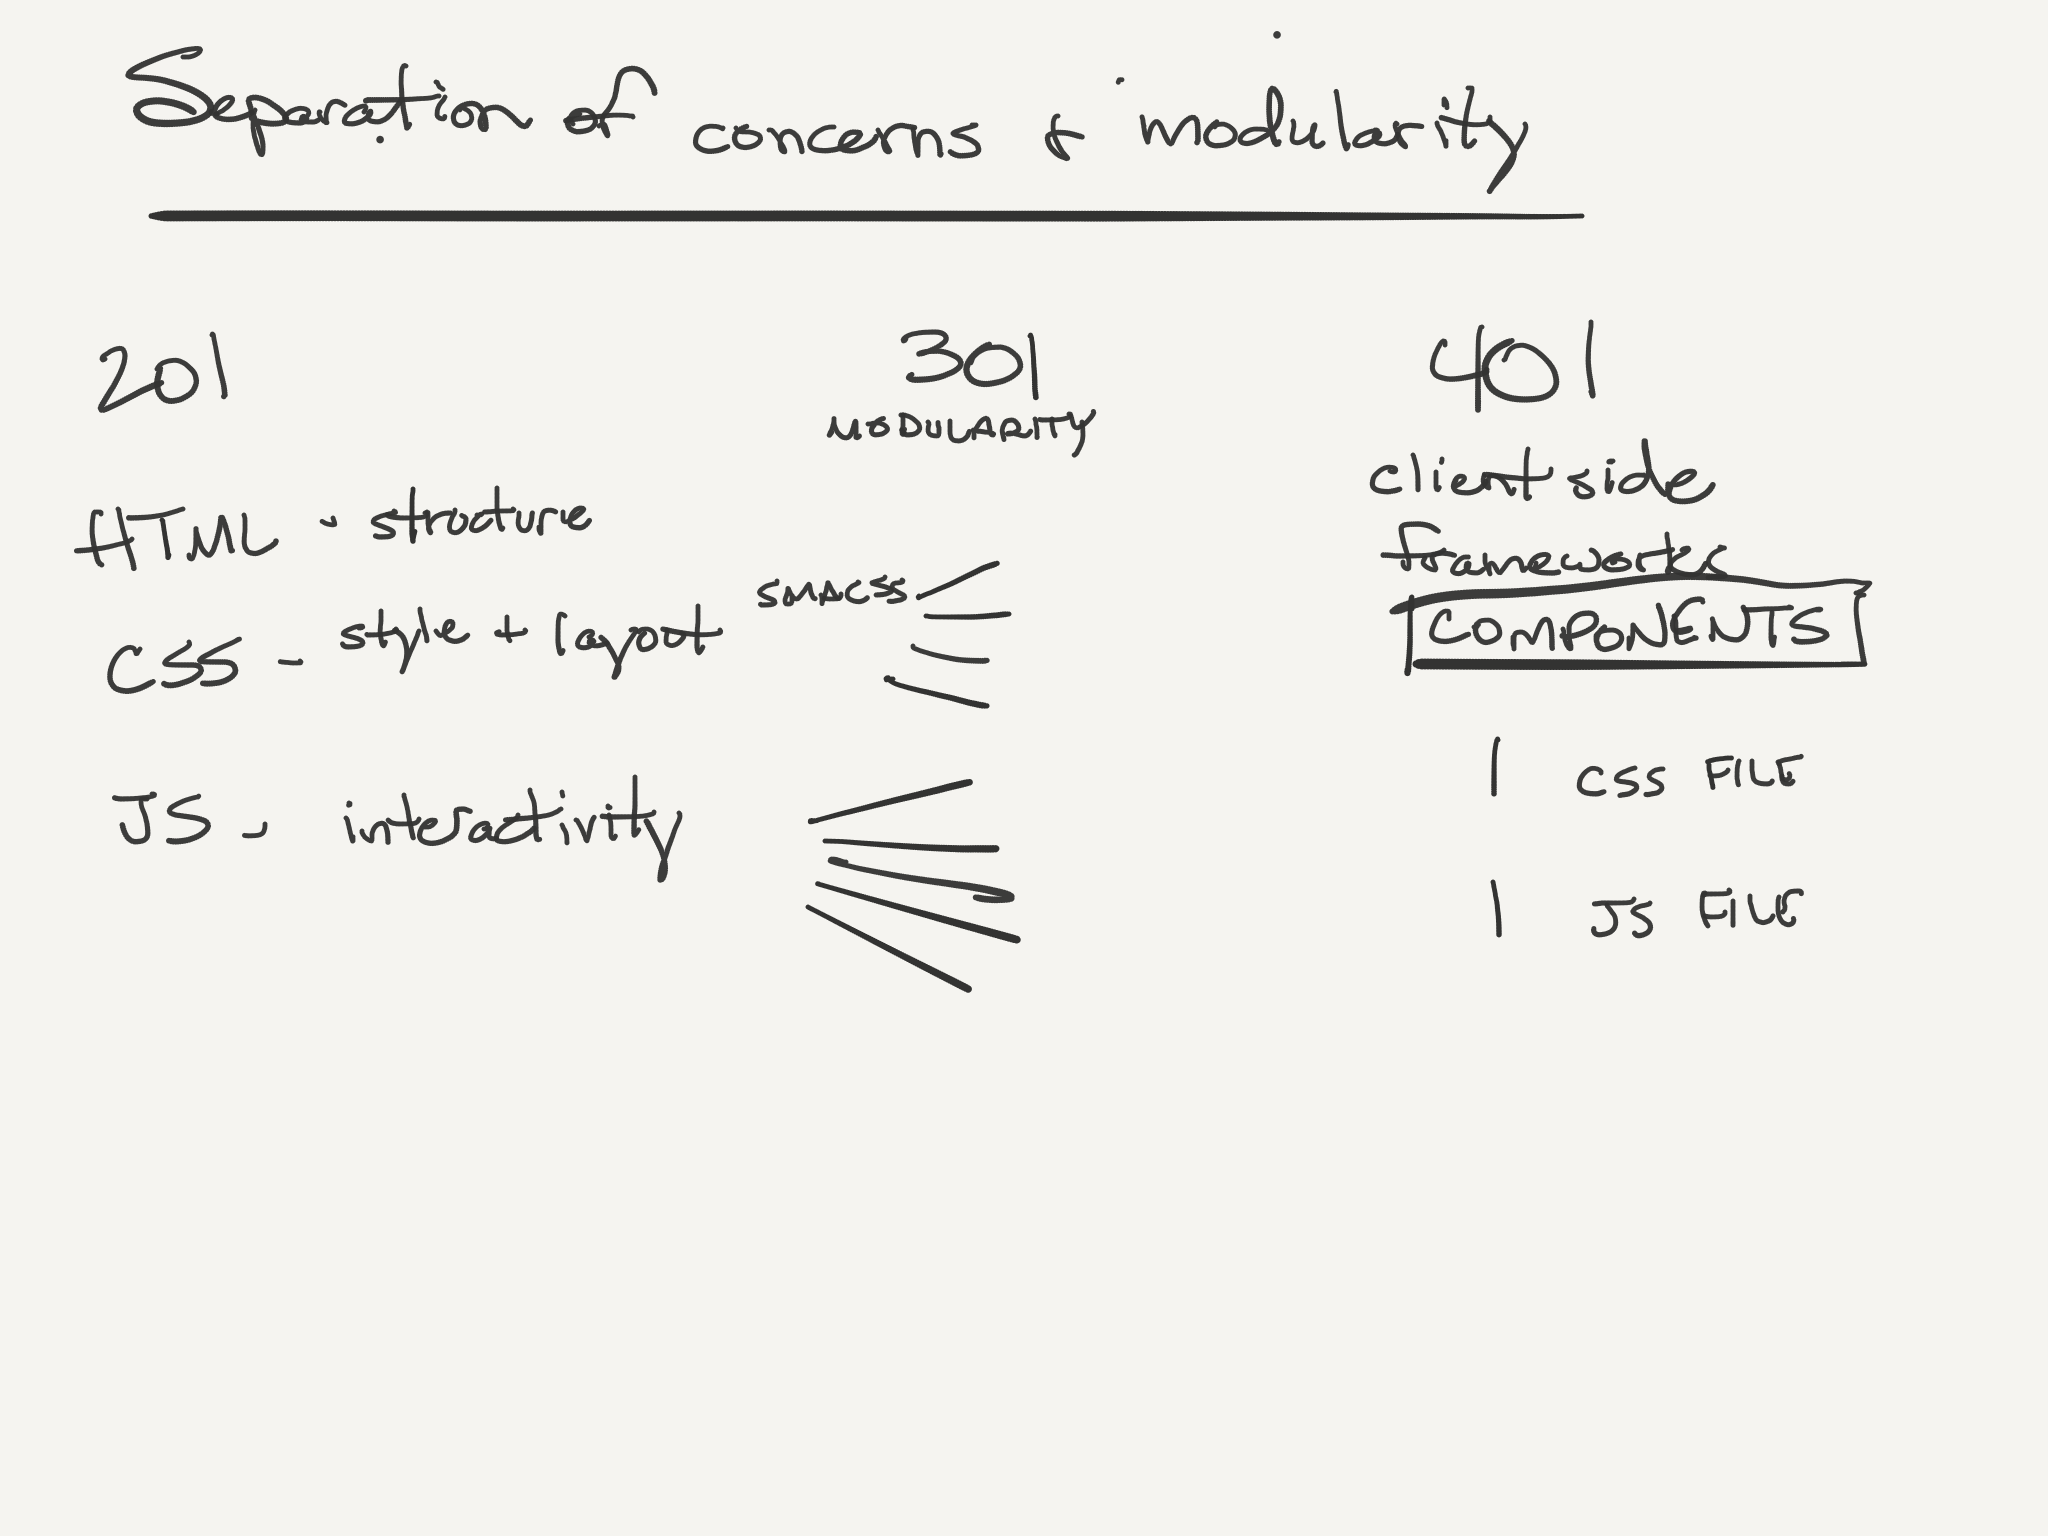 Separation of concerns + modularity
201
HTML - structure
CSS - style + layout
JS - interactivity
301
MODULARITY
SMACSS
401
client side
frameworks
COMPONENTS
1 CSS FILE
1 JS FILE